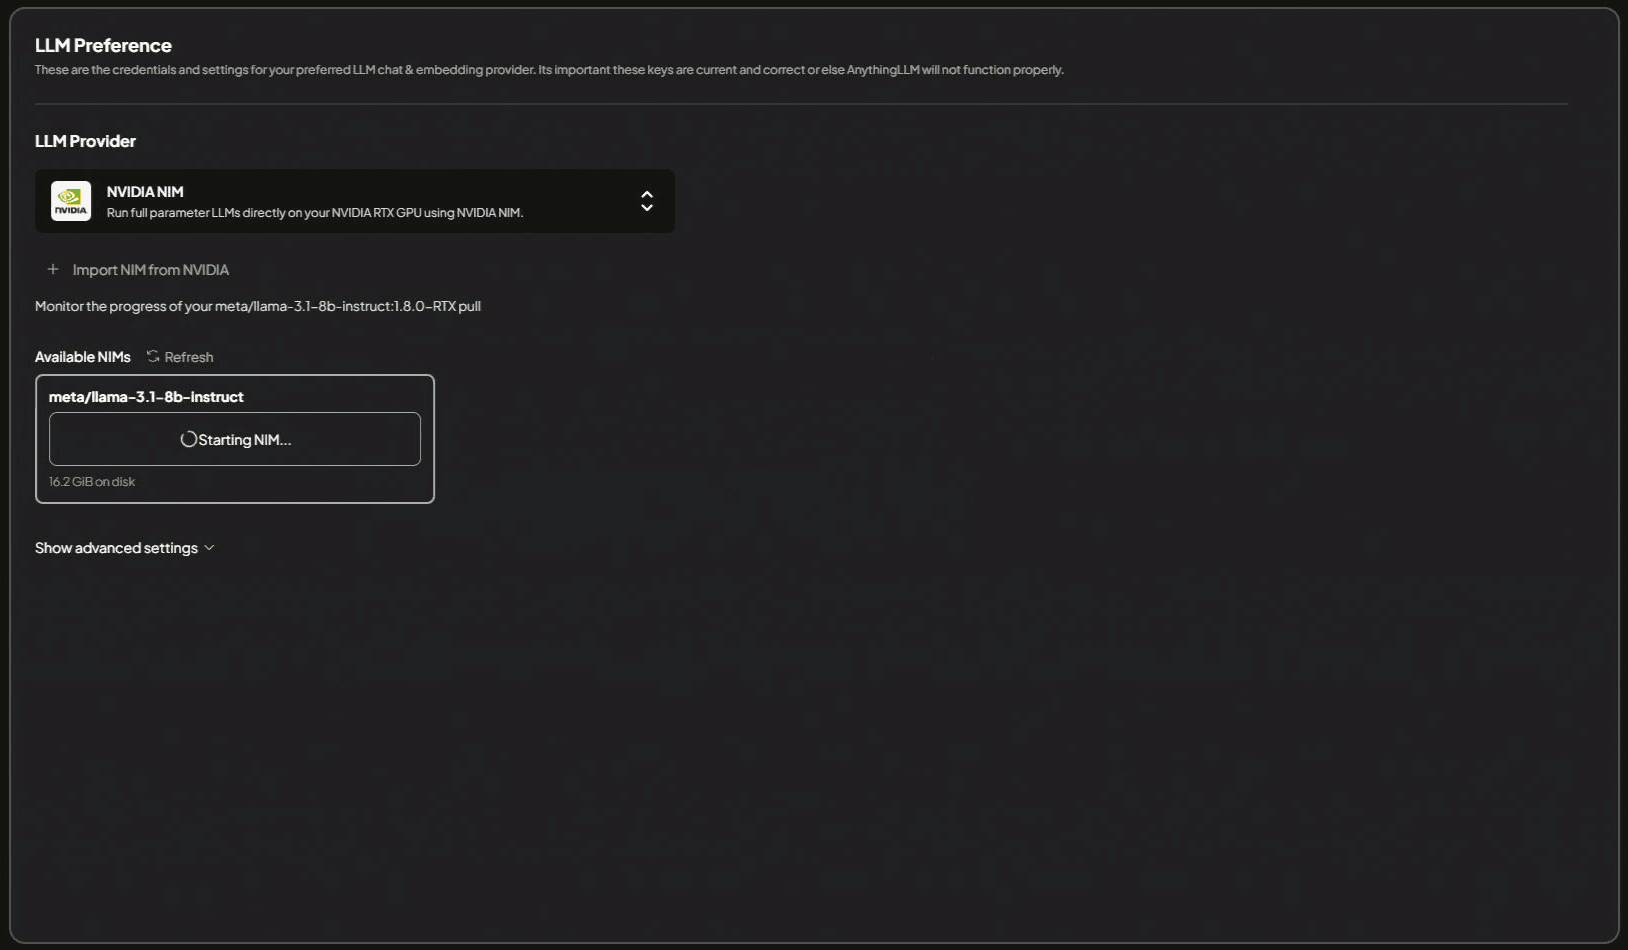 LLM Preference
These are the credentials and settings for your preferred LLM chat & embedding provider. Its important these keys are current and correct or else AnythingLLM will not function properly.
LLM Provider
NVIDIA
NVIDIA NIM
Run full parameter LLMs directly on your NVIDIA RTX GPU using NVIDIA NIM.
Import NIM from NVIDIA
Monitor the progress of your meta/llama-3.1-8b-instruct:1.8.0-RTX pull
Available NIMs Refresh
meta/llama-3.1-8b-instruct
Starting NIM...
16.2 GiB on disk
Show advanced settings